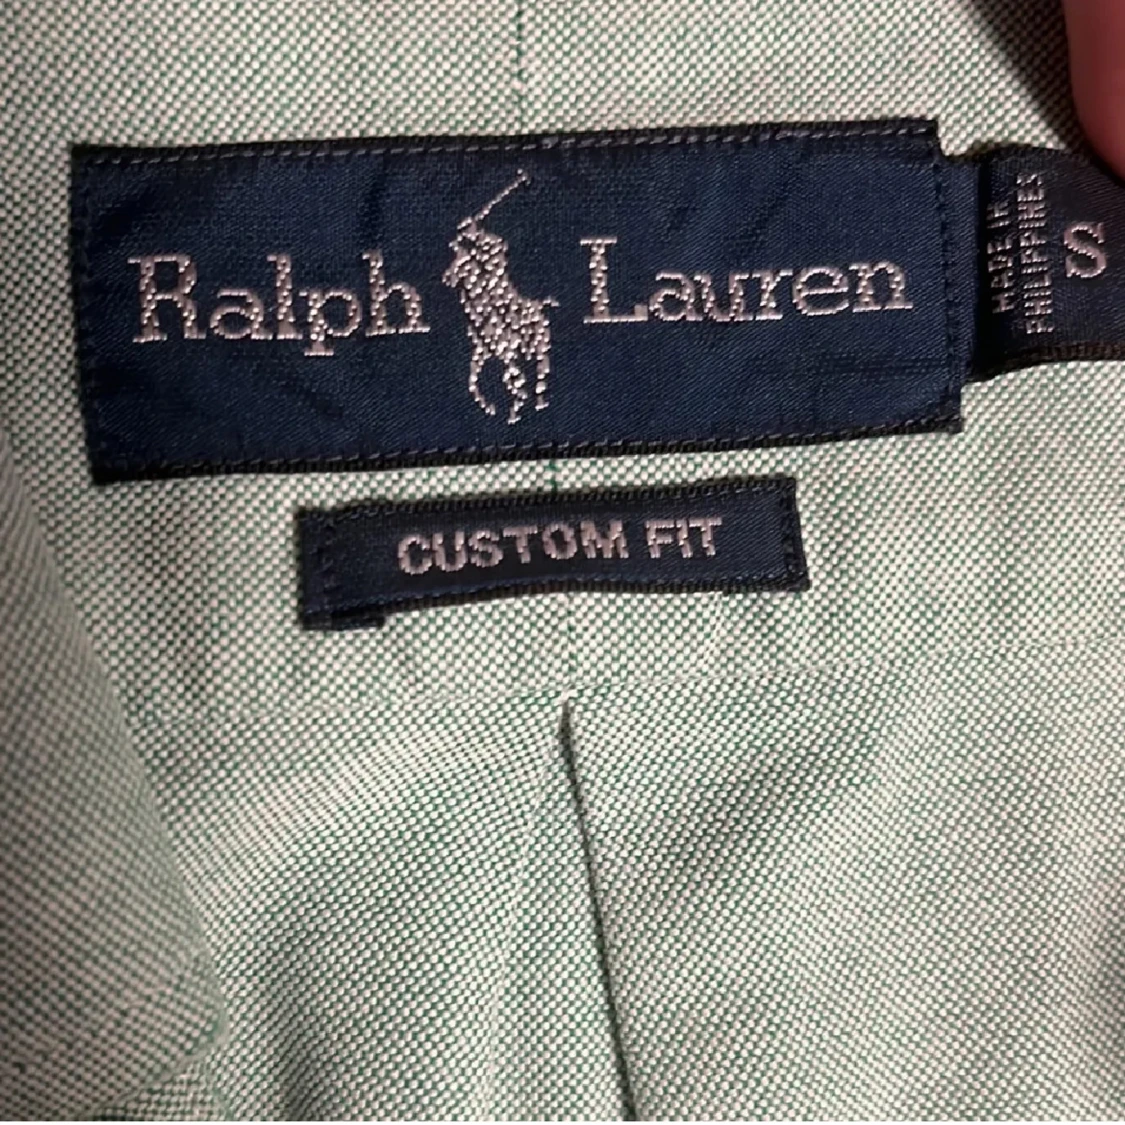 Ralph Lauren
MADE IN
PHILIPPINES
S
CUSTOM FIT